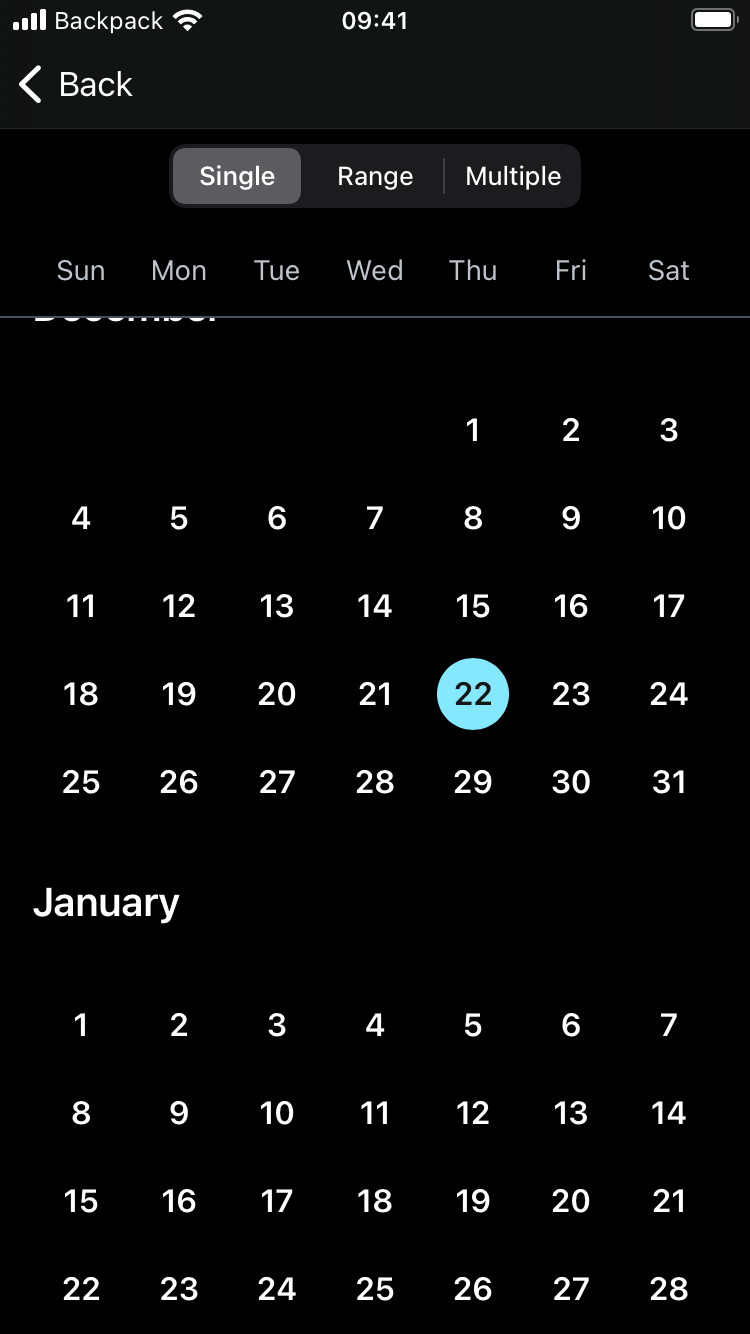 Backpack 09:41
Back
Single Range Multiple
Sun Mon Tue Wed Thu Fri Sat
December
1 2 3
4 5 6 7 8 9 10
11 12 13 14 15 16 17
18 19 20 21 22 23 24
25 26 27 28 29 30 31
January
1 2 3 4 5 6 7
8 9 10 11 12 13 14
15 16 17 18 19 20 21
22 23 24 25 26 27 28